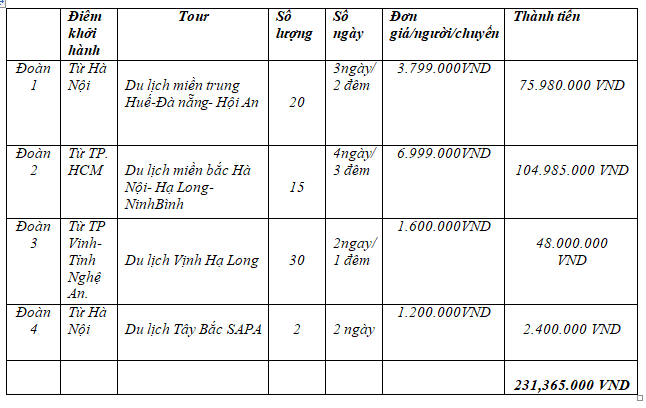 Điểm khởi hành
Tour
Số lượng
Số ngày
Đơn giá/người/chuyến
Thành tiền
Đoàn 1
Từ Hà Nội
Du lịch miền trung Huế-Đà nẵng- Hội An
20
3ngày/ 2 đêm
3.799.000VND
75.980.000 VND
Đoàn 2
Từ TP. HCM
Du lịch miền bắc Hà Nội- Hạ Long- NinhBình
15
4ngày/ 3 đêm
6.999.000VND
104.985.000 VND
Đoàn 3
Từ TP Vinh- Tỉnh Nghệ An.
Du lịch Vịnh Hạ Long
30
2ngay/ 1 đêm
1.600.000VND
48.000.000 VND
Đoàn 4
Từ Hà Nội
Du lịch Tây Bắc SAPA
2
2 ngày
1.200.000VND
2.400.000 VND
231,365.000 VND